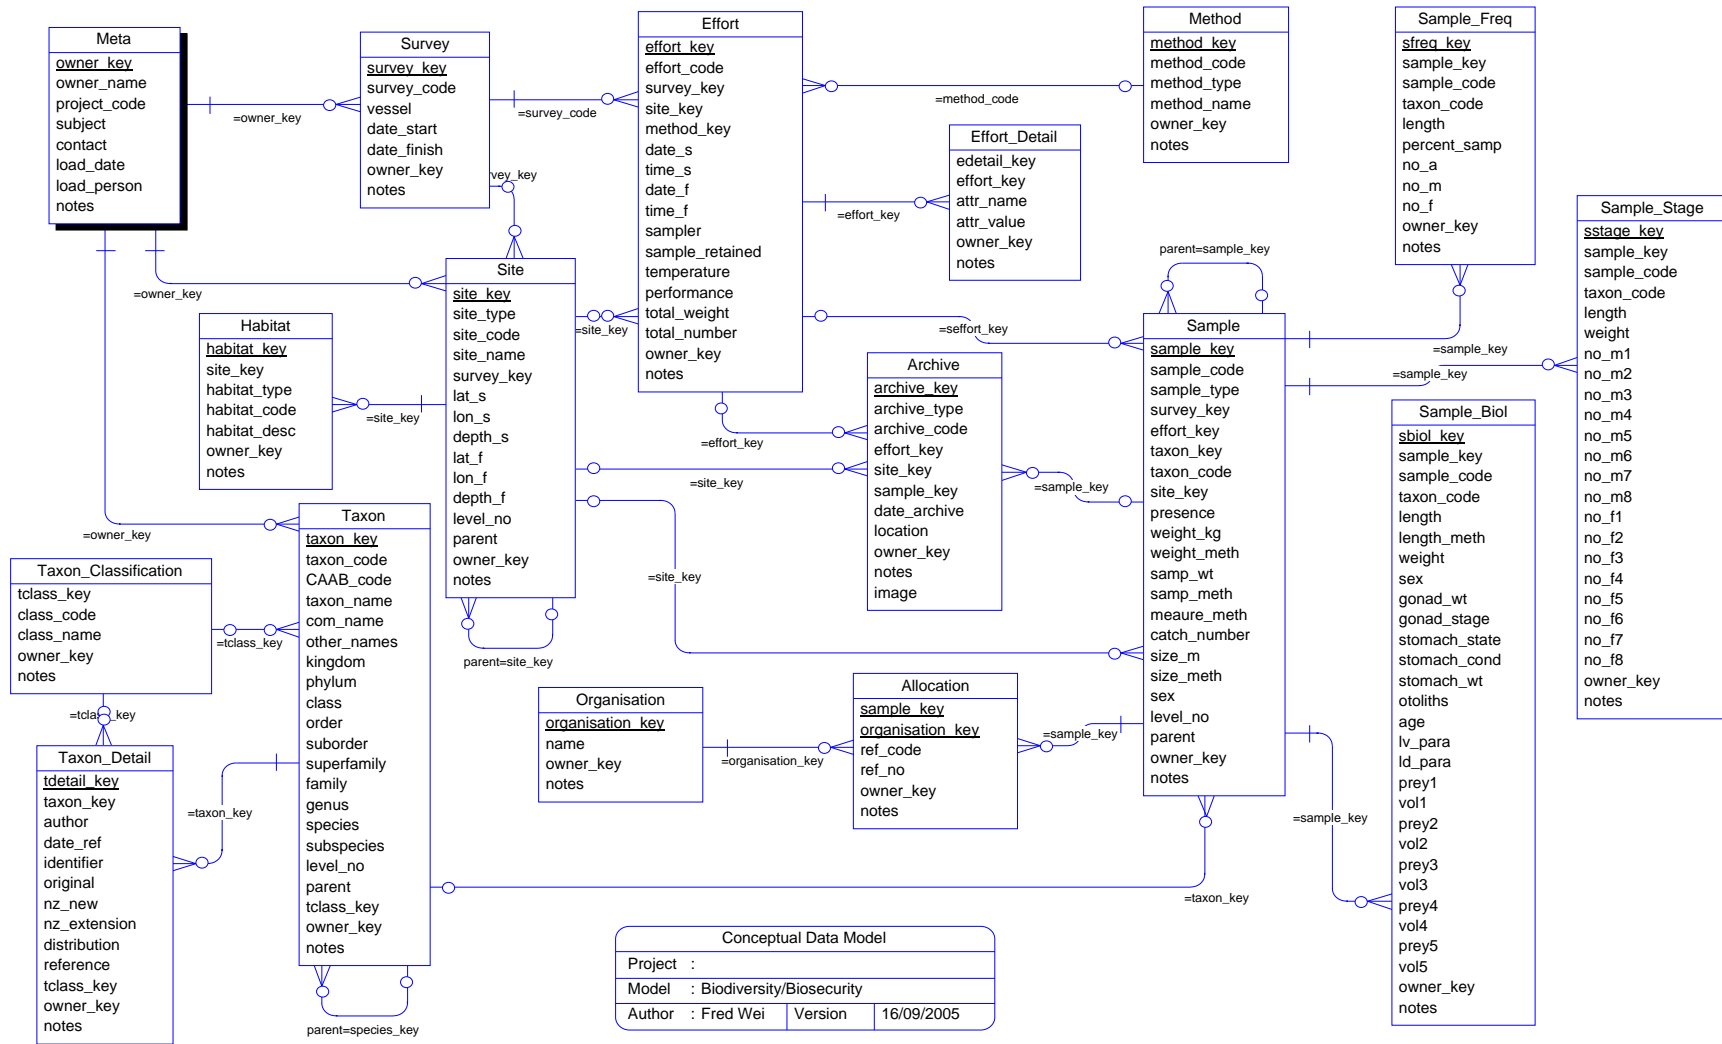 Meta
owner_key
owner_name
project_code
subject
contact
load_date
load_person
notes
=owner_key
Survey
survey_key
survey_code
vessel
date_start
date_finish
owner_key
notes
=survey_code
rvey_key
Effort
effort_key
effort_code
survey_key
site_key
method_key
date_s
time_s
date_f
time_f
sampler
sample_retained
temperature
performance
total_weight
total_number
owner_key
notes
=method_code
Method
method_key
method_code
method_type
method_name
owner_key
notes
Effort_Detail
edetail_key
effort_key
attr_name
attr_value
owner_key
notes
=effort_key
Sample_Freq
sfreq_key
sample_key
sample_code
taxon_code
length
percent_samp
no_a
no_m
no_f
owner_key
notes
Sample_Stage
sstage_key
sample_key
sample_code
taxon_code
length
weight
no_m1
no_m2
no_m3
no_m4
no_m5
no_m6
no_m7
no_m8
no_f1
no_f2
no_f3
no_f4
no_f5
no_f6
no_f7
no_f8
owner_key
notes
=owner_key
Site
site_key
site_type
site_code
site_name
survey_key
lat_s
lon_s
depth_s
lat_f
lon_f
depth_f
level_no
parent
owner_key
notes
=site_key
parent=site_key
Habitat
habitat_key
site_key
habitat_type
habitat_code
habitat_desc
owner_key
notes
=site_key
=seffort_key
parent=sample_key
Sample
sample_key
sample_code
sample_type
survey_key
effort_key
taxon_key
taxon_code
site_key
presence
weight_kg
weight_meth
samp_wt
samp_meth
meaure_meth
catch_number
size_m
size_meth
sex
level_no
parent
owner_key
notes
=sample_key
=sample_key
Archive
archive_key
archive_type
archive_code
effort_key
site_key
sample_key
date_archive
location
owner_key
notes
image
=effort_key
=site_key
=sample_key
=site_key
Sample_Biol
sbiol_key
sample_key
sample_code
taxon_code
length
length_meth
weight
sex
gonad_wt
gonad_stage
stomach_state
stomach_cond
stomach_wt
otoliths
age
lv_para
ld_para
prey1
vol1
prey2
vol2
prey3
vol3
prey4
vol4
prey5
vol5
owner_key
notes
=sample_key
=owner_key
Taxon
taxon_key
taxon_code
CAAB_code
taxon_name
com_name
other_names
kingdom
phylum
class
order
suborder
superfamily
family
genus
species
subspecies
level_no
parent
tclass_key
owner_key
notes
parent=species_key
Taxon_Classification
tclass_key
class_code
class_name
owner_key
notes
=tclass_key
=tclass_key
Taxon_Detail
tdetail_key
taxon_key
author
date_ref
identifier
original
nz_new
nz_extension
distribution
reference
tclass_key
owner_key
notes
=taxon_key
Organisation
organisation_key
name
owner_key
notes
=organisation_key
Allocation
sample_key
organisation_key
ref_code
ref_no
owner_key
notes
=sample_key
=taxon_key
Conceptual Data Model
Project :
Model : Biodiversity/Biosecurity
Author : Fred Wei Version 16/09/2005